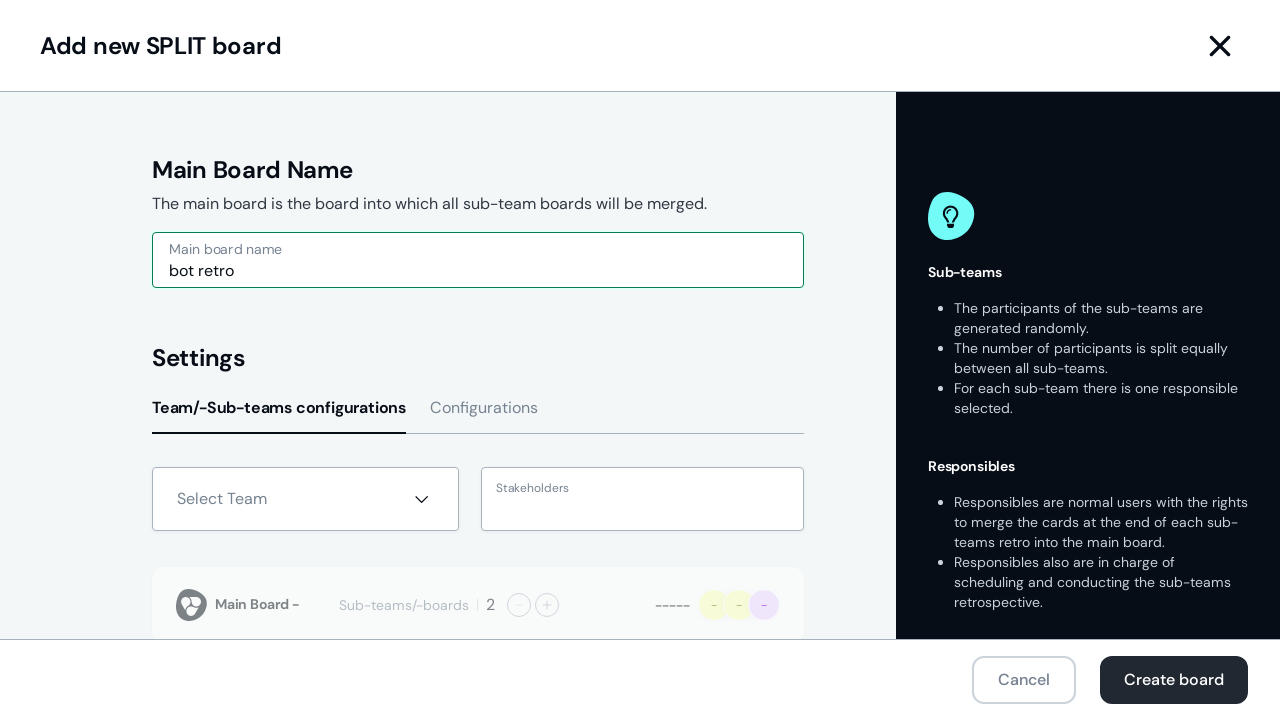 Add new SPLIT board
Main Board Name
The main board is the board into which all sub-team boards will be merged.
Main board name
bot retro
Settings
Team/-Sub-teams configurations
Configurations
Select Team
Stakeholders
Main Board -
Sub-teams/-boards
2
-----
-
-
-
Sub-teams
The participants of the sub-teams are
generated randomly.
The number of participants is split equally
between all sub-teams.
For each sub-team there is one responsible
selected.
Responsibles
Responsibles are normal users with the rights
to merge the cards at the end of each sub-
teams retro into the main board.
Responsibles also are in charge of
scheduling and conducting the sub-teams
retrospective.
Cancel
Create board